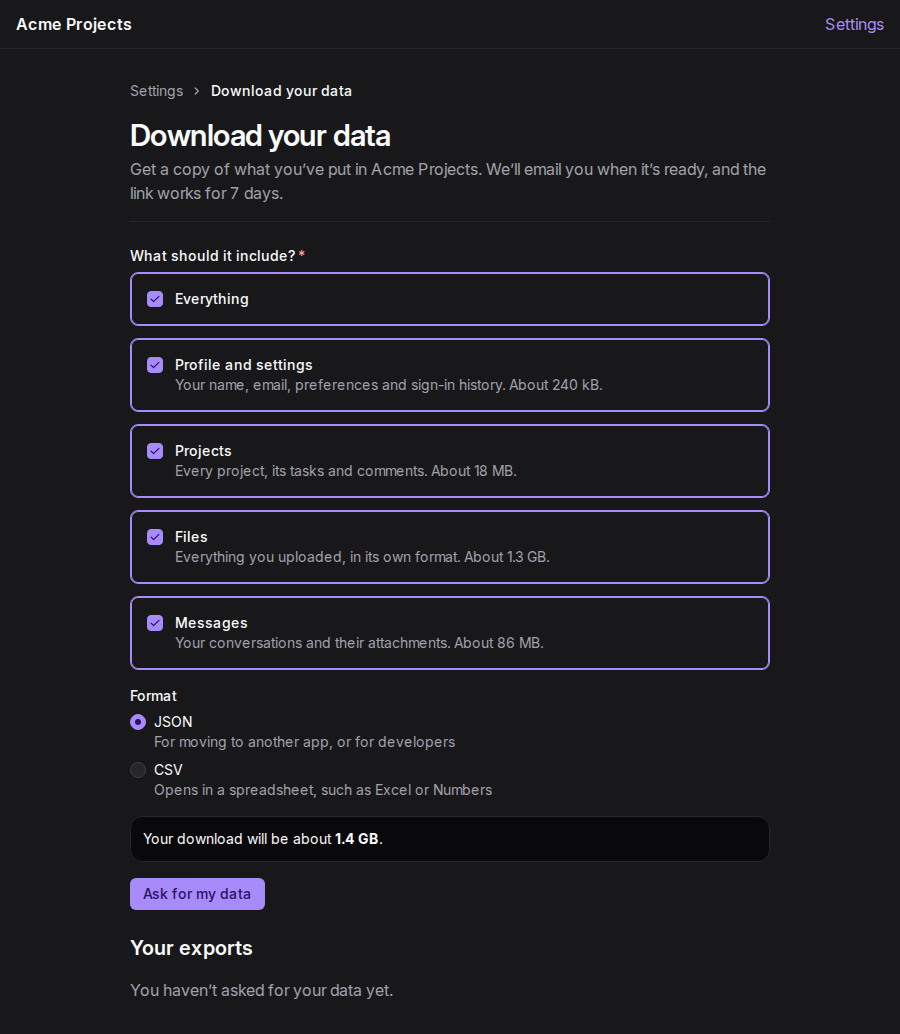 Acme Projects
Settings
Settings
Download your data
Download your data
Get a copy of what you’ve put in Acme Projects. We’ll email you when it’s ready, and the
link works for 7 days.
What should it include? *
Everything
Profile and settings
Your name, email, preferences and sign-in history. About 240 kB.
Projects
Every project, its tasks and comments. About 18 MB.
Files
Everything you uploaded, in its own format. About 1.3 GB.
Messages
Your conversations and their attachments. About 86 MB.
Format
JSON
For moving to another app, or for developers
CSV
Opens in a spreadsheet, such as Excel or Numbers
Your download will be about 1.4 GB.
Ask for my data
Your exports
You haven’t asked for your data yet.